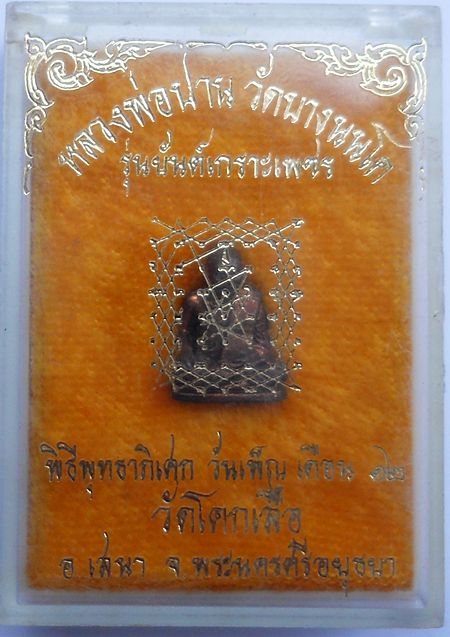 หลวงพ่อปาน วัดบางนมโค
รุ่นยันต์เกราะเพชร
พิธีพุทธาภิเศก วันเพ็ญ เดือน ๑๒
วัดโคกเสือ
อ.เสนา จ.พระนครศรีอยุธยา